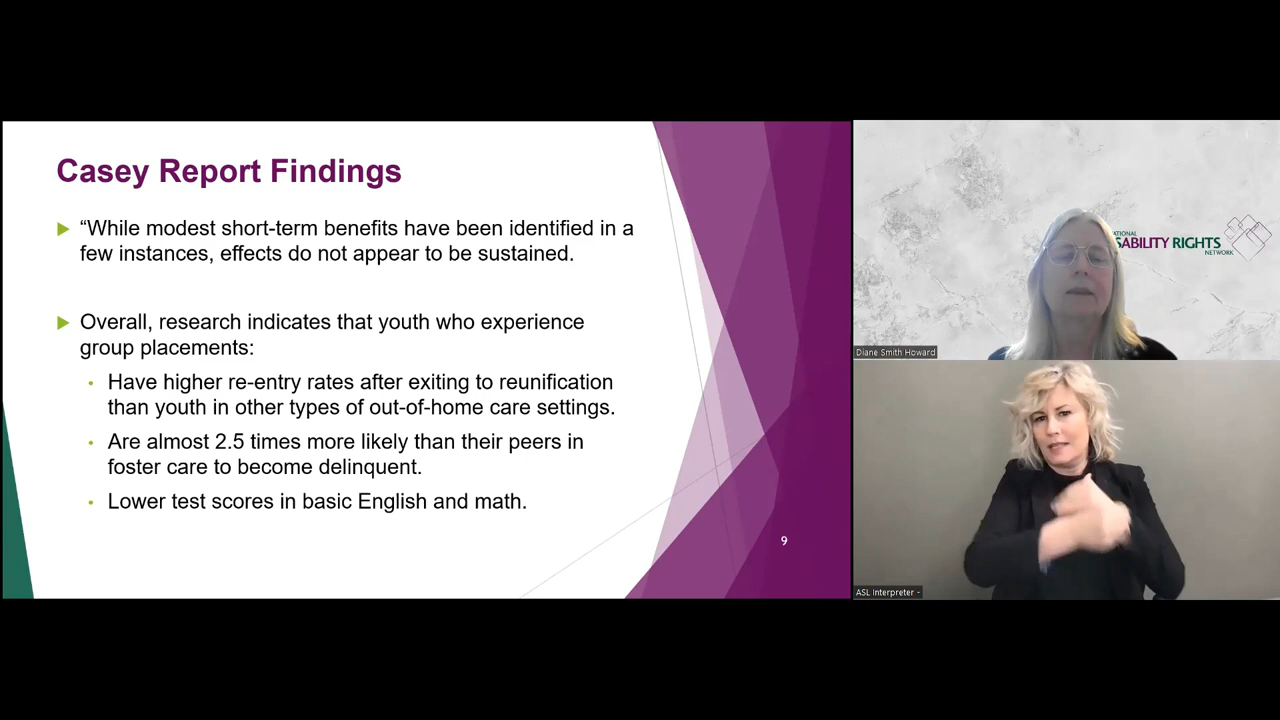 Casey Report Findings
“While modest short-term benefits have been identified in a
few instances, effects do not appear to be sustained.
Overall, research indicates that youth who experience
group placements:
Have higher re-entry rates after exiting to reunification
than youth in other types of out-of-home care settings.
Are almost 2.5 times more likely than their peers in
foster care to become delinquent.
Lower test scores in basic English and math.
9
ATIONAL
SABILITY RIGHTS
NETWORK
Diane Smith Howard
ASL Interpreter -